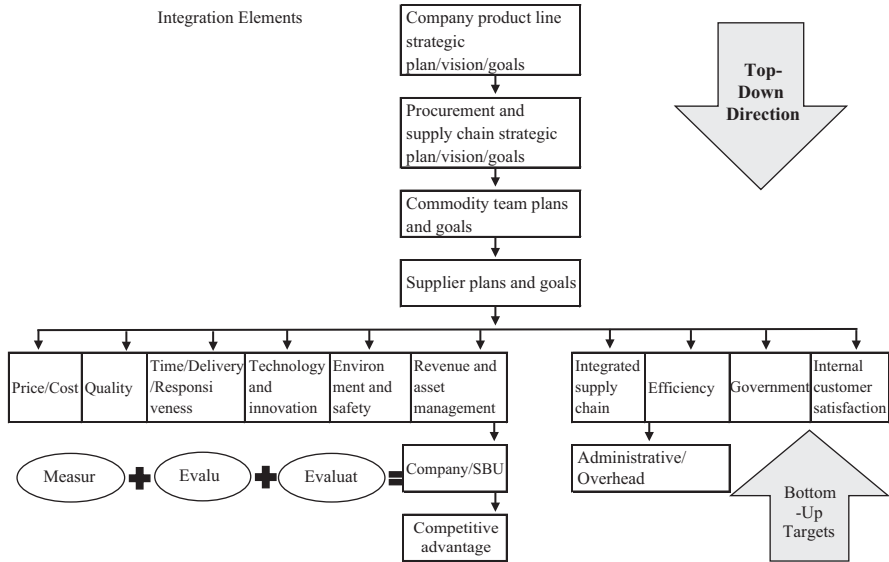 Integration Elements
Company product line
strategic
plan/vision/goals
Top-
Down
Direction
Procurement and
supply chain strategic
plan/vision/goals
Commodity team plans
and goals
Supplier plans and goals
Price/Cost
Quality
Time/Delivery
/Responsi
veness
Technology
and
innovation
Environ
ment and
safety
Revenue and
asset
management
Integrated
supply
chain
Efficiency
Government
Internal
customer
satisfaction
Measur
Evalu
Evaluat
Company/SBU
Administrative/
Overhead
Bottom
-Up
Targets
Competitive
advantage